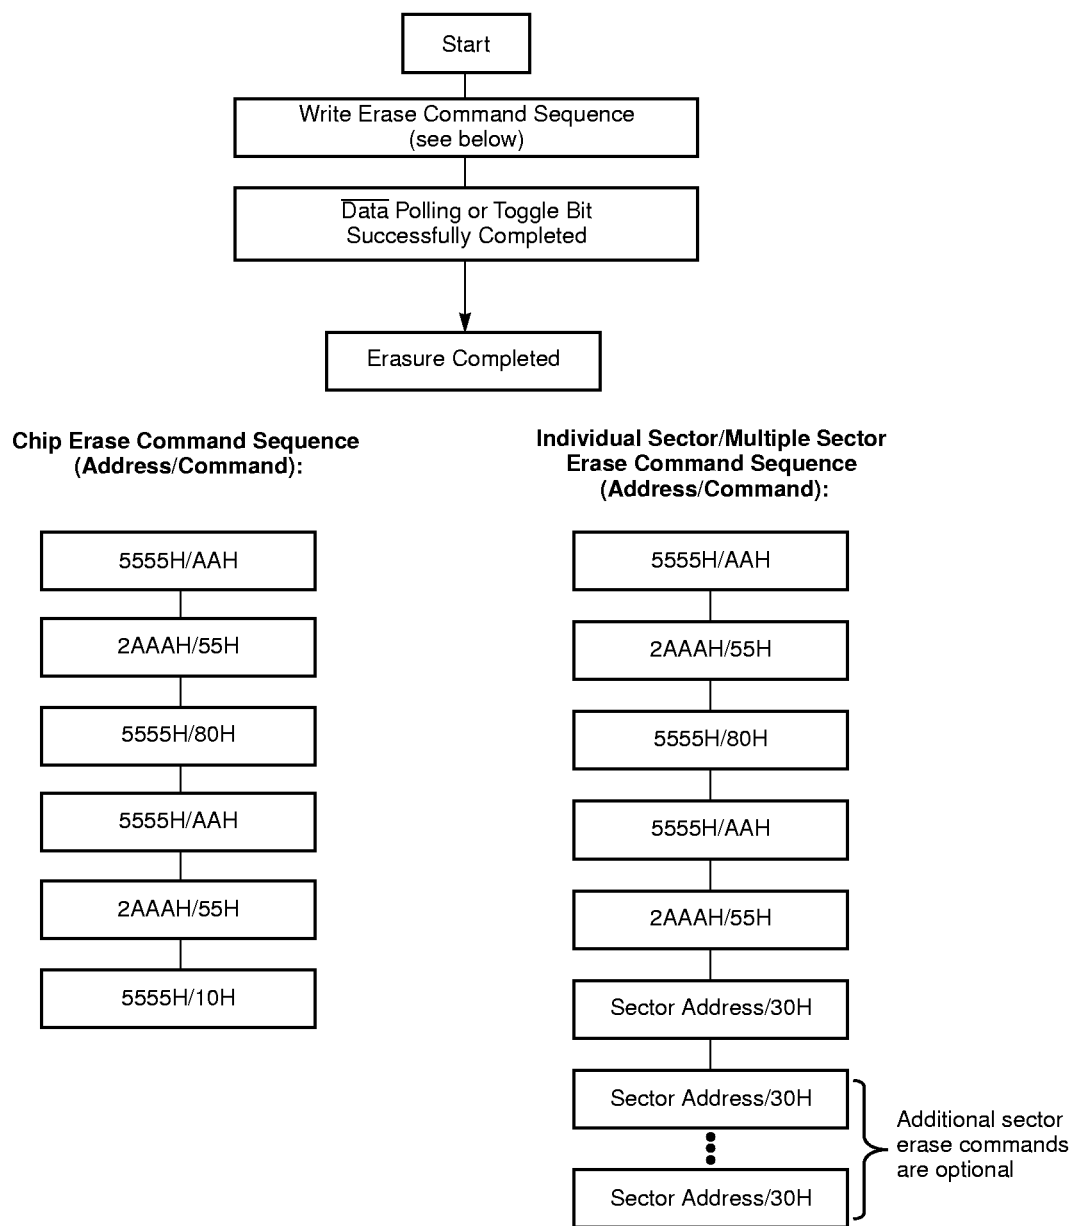 Start
Write Erase Command Sequence
(see below)
Data Polling or Toggle Bit
Successfully Completed
Erasure Completed
Chip Erase Command Sequence
(Address/Command):
5555H/AAH
2AAAH/55H
5555H/80H
5555H/AAH
2AAAH/55H
5555H/10H
Individual Sector/Multiple Sector
Erase Command Sequence
(Address/Command):
5555H/AAH
2AAAH/55H
5555H/80H
5555H/AAH
2AAAH/55H
Sector Address/30H
Sector Address/30H
Sector Address/30H
Additional sector
erase commands
are optional